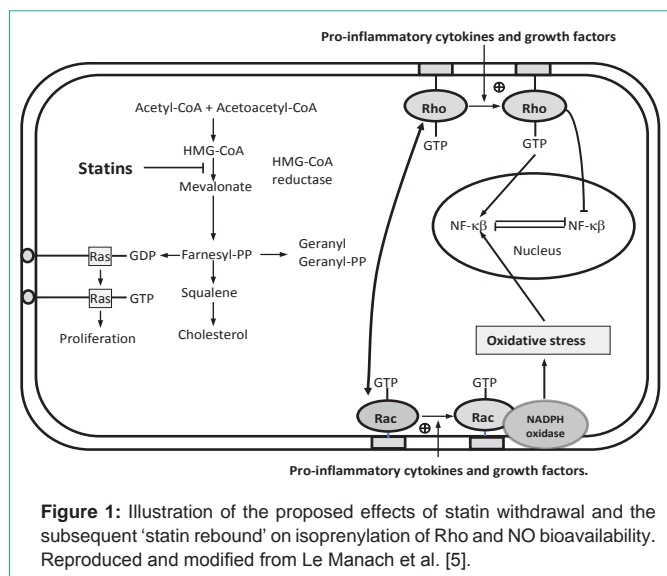 Pro-inflammatory cytokines and growth factors
Acetyl-CoA + Acetoacetyl-CoA
Rho
Rho
GTP
GTP
HMG-CoA
Statins
HMG-CoA
reductase
Mevalonate
NF-κβ
NF-κβ
Nucleus
Geranyl
Geranyl-PP
Ras
GDP
Farnesyl-PP
Ras
GTP
Squalene
Proliferation
Cholesterol
Oxidative stress
GTP
GTP
Rac
Rac
NADPH
oxidase
Pro-inflammatory cytokines and growth factors.
Figure 1: Illustration of the proposed effects of statin withdrawal and the
subsequent ‘statin rebound’ on isoprenylation of Rho and NO bioavailability.
Reproduced and modified from Le Manach et al. [5].